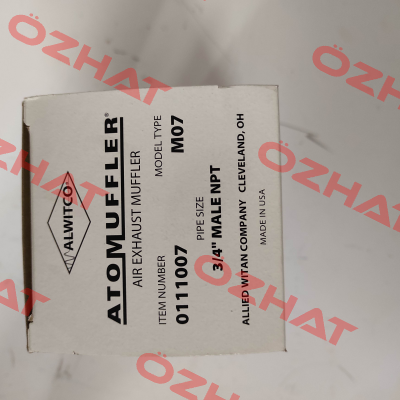 ALWITCO®
ATOMUFFLER®
AIR EXHAUST MUFFLER
ITEM NUMBER MODEL TYPE
0111007 M07
PIPE SIZE
3/4" MALE NPT
ALLIED WITAN COMPANY CLEVELAND, OH
MADE IN USA
ÖZHAT
ÖZHAT
ÖZHAT
ÖZHAT
ÖZHAT